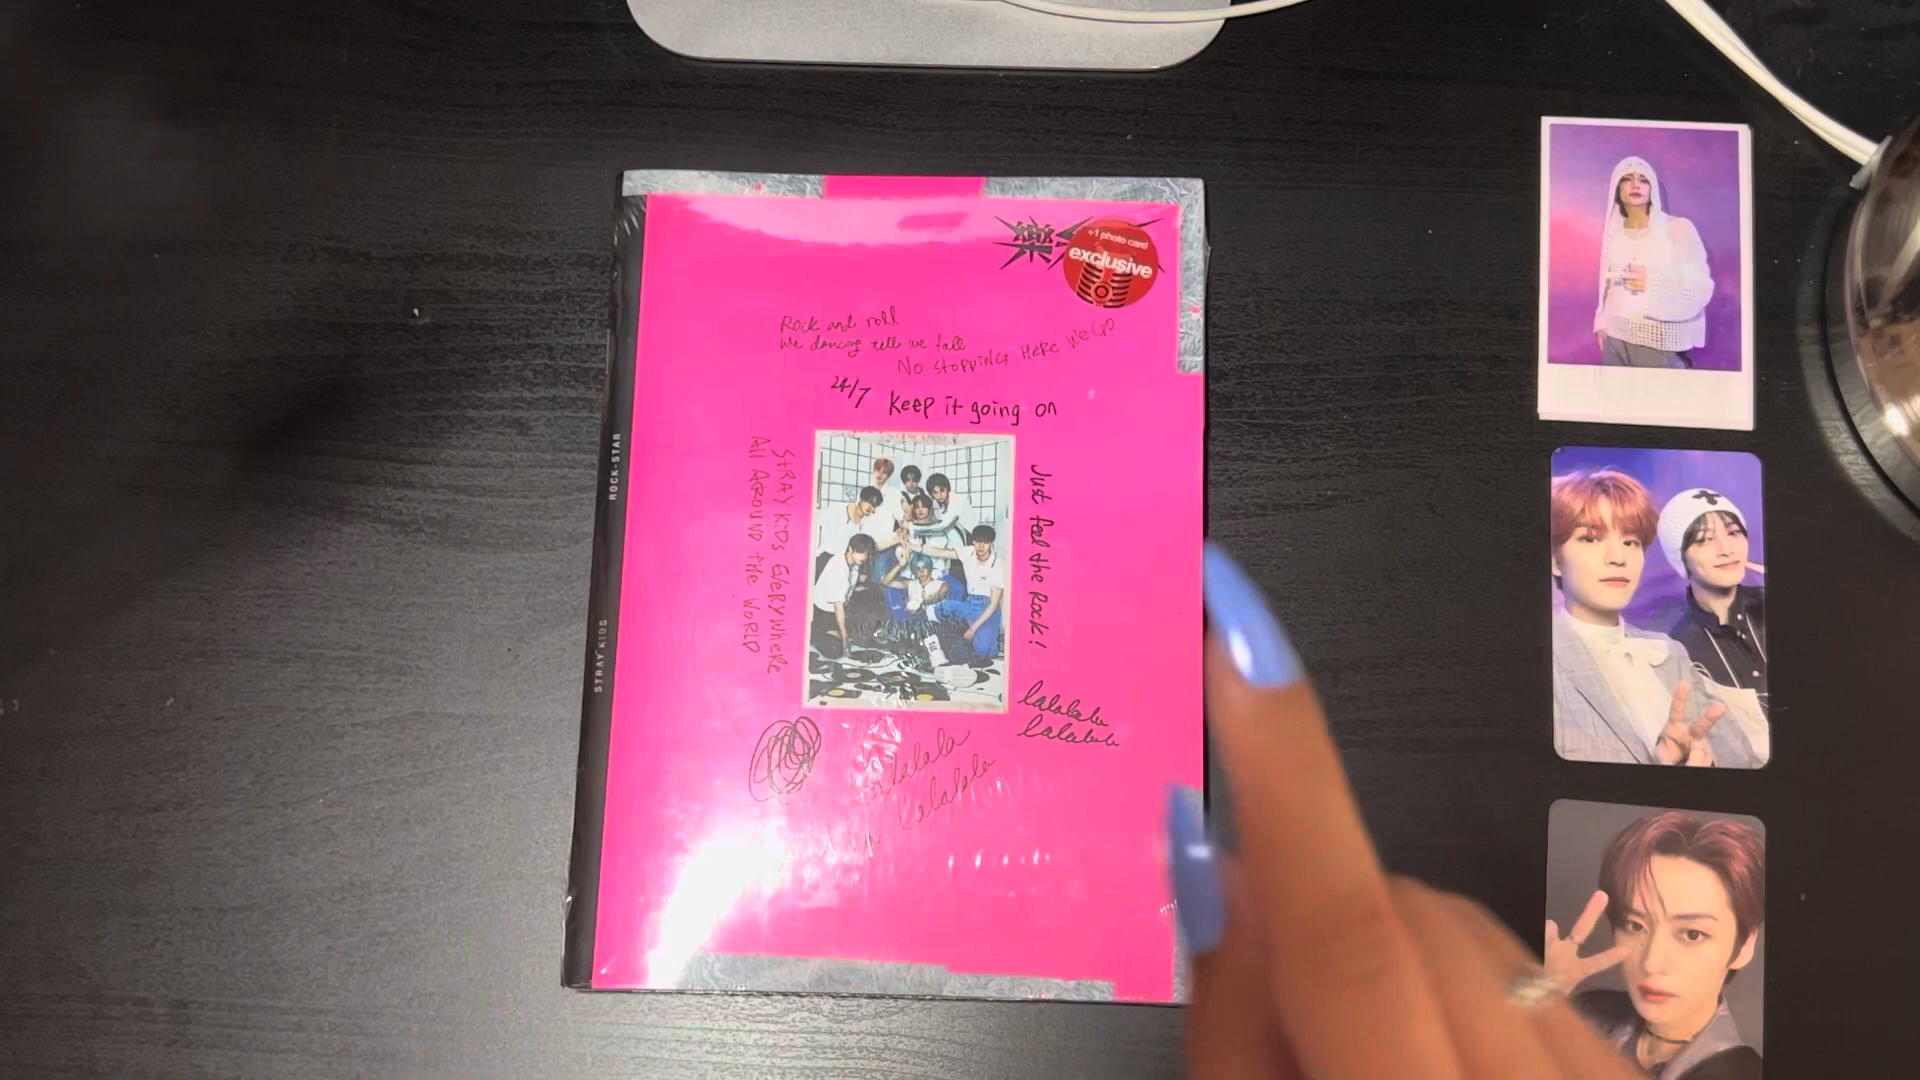 樂
+1 photo card
exclusive
Rock and roll
We dancing till we fall
No stopping Here we go
24/7
keep it going on
Just feel the Rock!
Stray Kids everywhere
All around the world
lalalala
lalalala
lalalala
lalalala
ROCK-STAR
STRAY KIDS